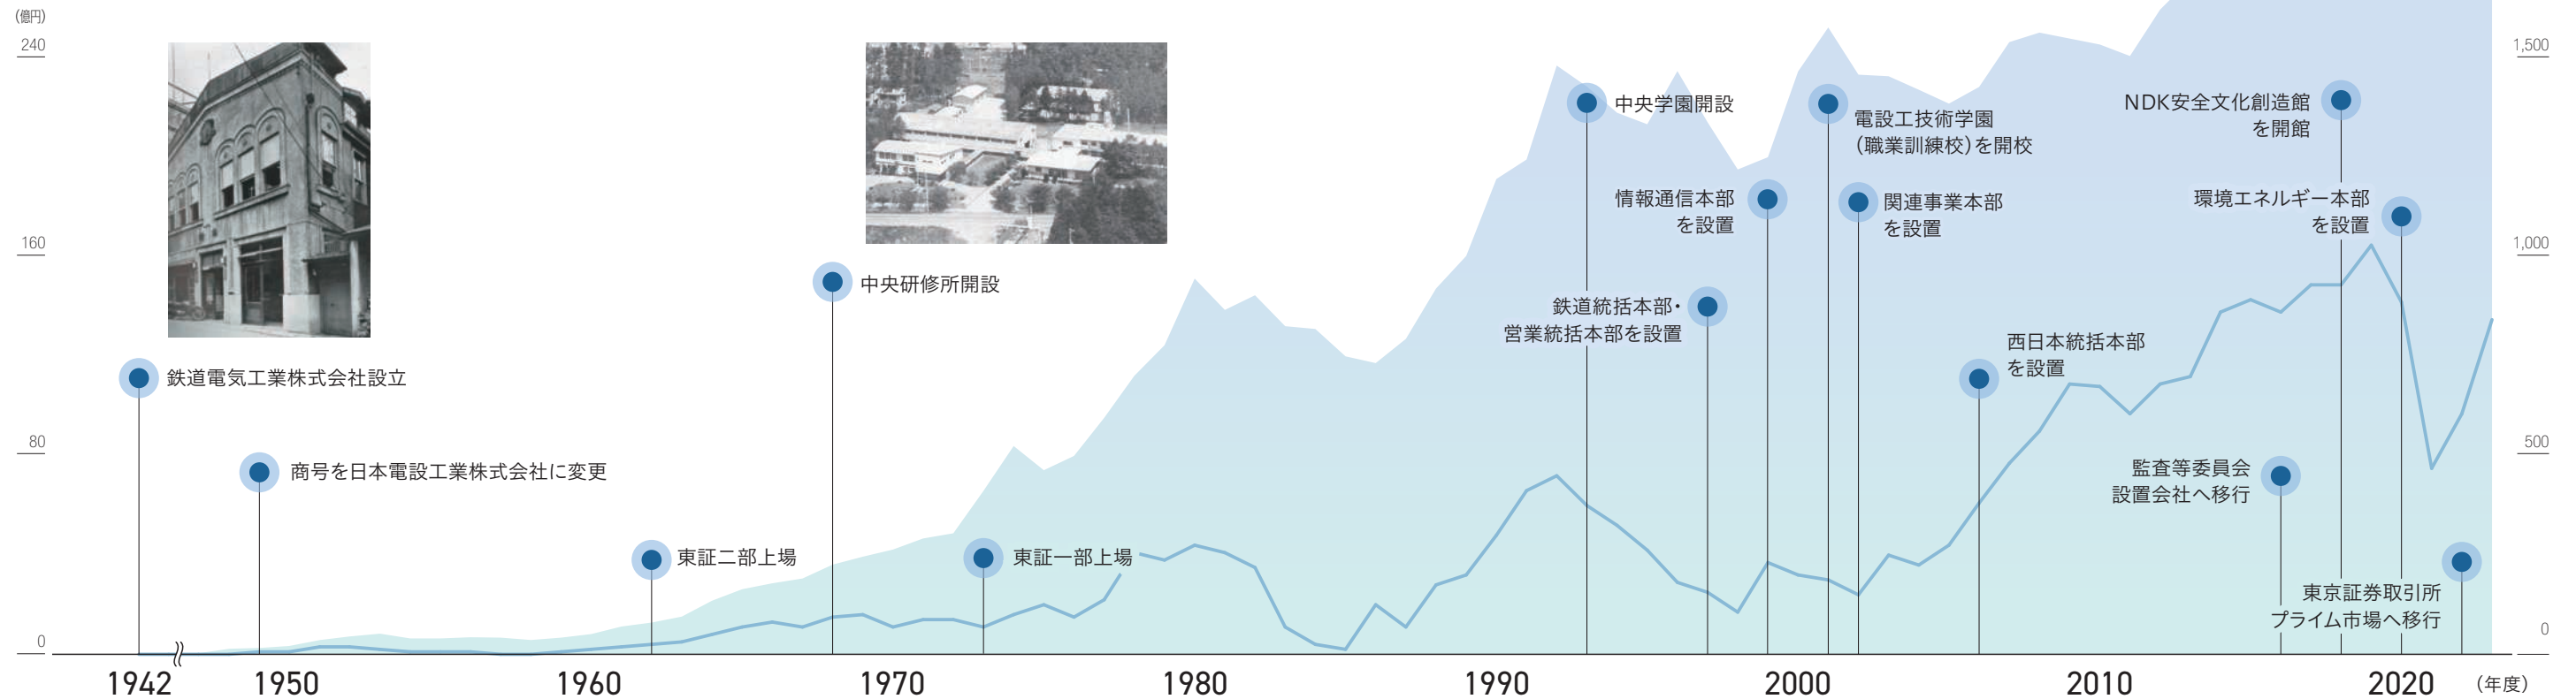 (億円)
240
160
80
0
1,500
1,000
500
0
鉄道電気工業株式会社設立
商号を日本電設工業株式会社に変更
東証二部上場
中央研修所開設
東証一部上場
中央学園開設
鉄道統括本部・
営業統括本部を設置
情報通信本部
を設置
電設工技術学園
(職業訓練校)を開校
関連事業本部
を設置
西日本統括本部
を設置
監査等委員会
設置会社へ移行
NDK安全文化創造館
を開館
環境エネルギー本部
を設置
東京証券取引所
プライム市場へ移行
1942
1950
1960
1970
1980
1990
2000
2010
2020
(年度)